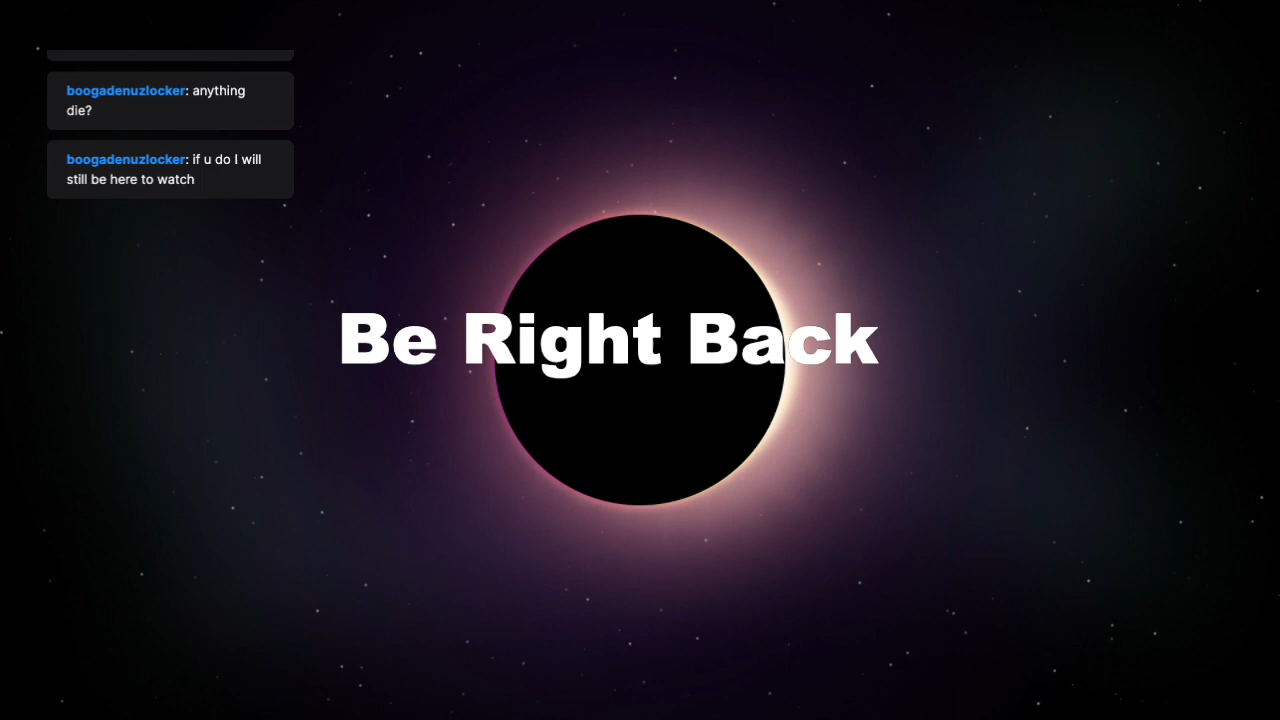 boogadenuzlocker: anything
die?
boogadenuzlocker: if u do I will
still be here to watch
Be Right Back